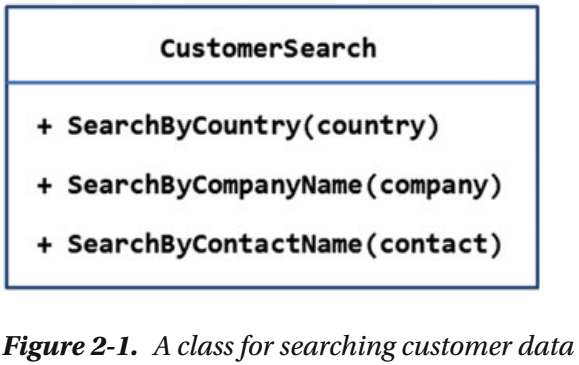 CustomerSearch
+ SearchByCountry(country)
+ SearchByCompanyName(company)
+ SearchByContactName(contact)
Figure 2-1. A class for searching customer data